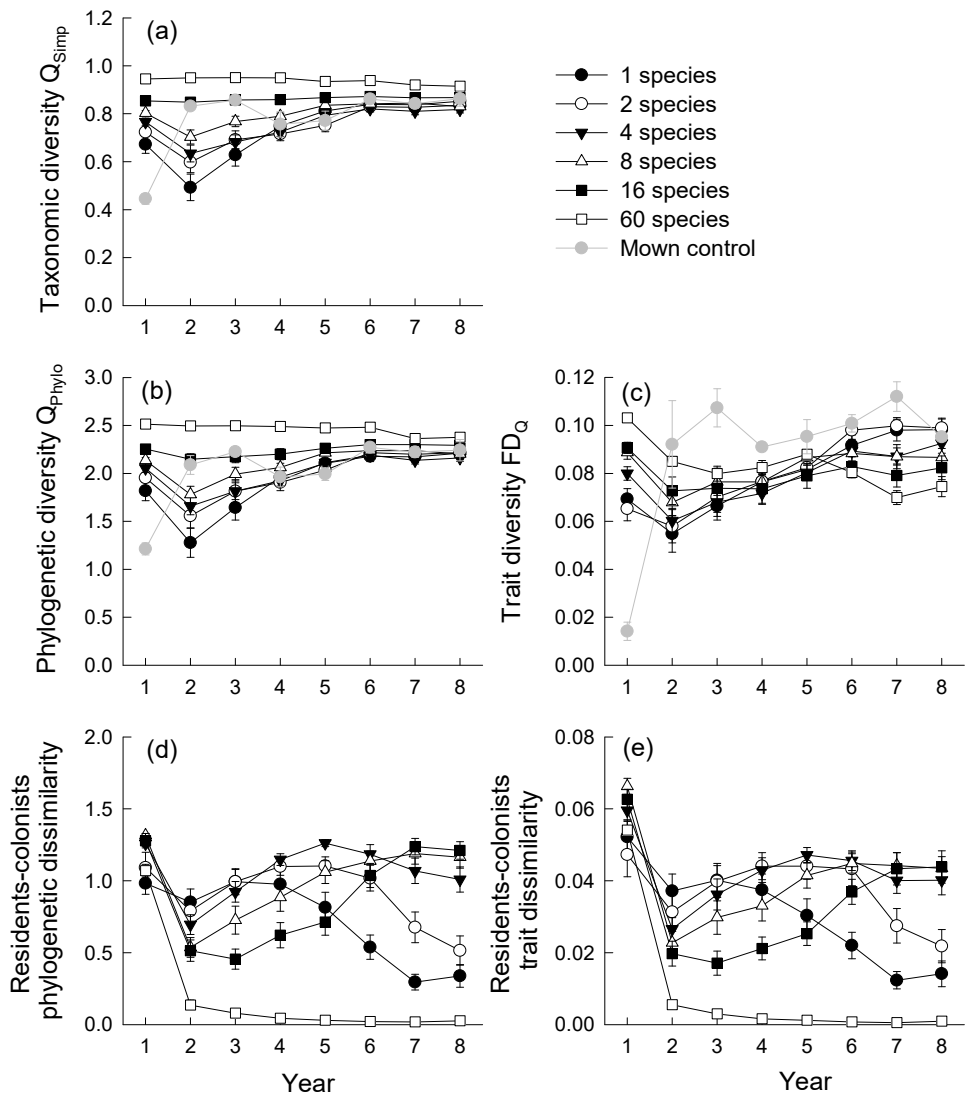 (a)
Taxonomic diversity Q_Simp
1.2
1.0
0.8
0.6
0.4
0.2
0.0
1 2 3 4 5 6 7 8
1 species
2 species
4 species
8 species
16 species
60 species
Mown control
(b)
Phylogenetic diversity Q_Phylo
3.0
2.5
2.0
1.5
1.0
0.5
0.0
1 2 3 4 5 6 7 8
(c)
Trait diversity FD_Q
0.12
0.10
0.08
0.06
0.04
0.02
0.00
1 2 3 4 5 6 7 8
(d)
Residents-colonists
phylogenetic dissimilarity
2.0
1.5
1.0
0.5
0.0
1 2 3 4 5 6 7 8
Year
(e)
Residents-colonists
trait dissimilarity
0.08
0.06
0.04
0.02
0.00
1 2 3 4 5 6 7 8
Year